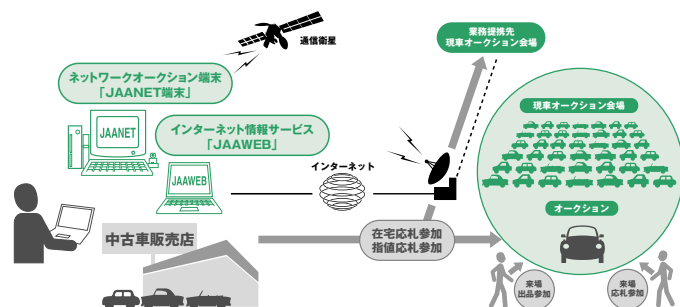 通信衛星
業務提携先
現車オークション会場
ネットワークオークション端末
「JAANET端末」
現車オークション会場
JAANET
インターネット情報サービス
「JAAWEB」
インターネット
JAAWEB
オークション
中古車販売店
在宅応札参加
指値応札参加
来場
出品参加
来場
応札参加